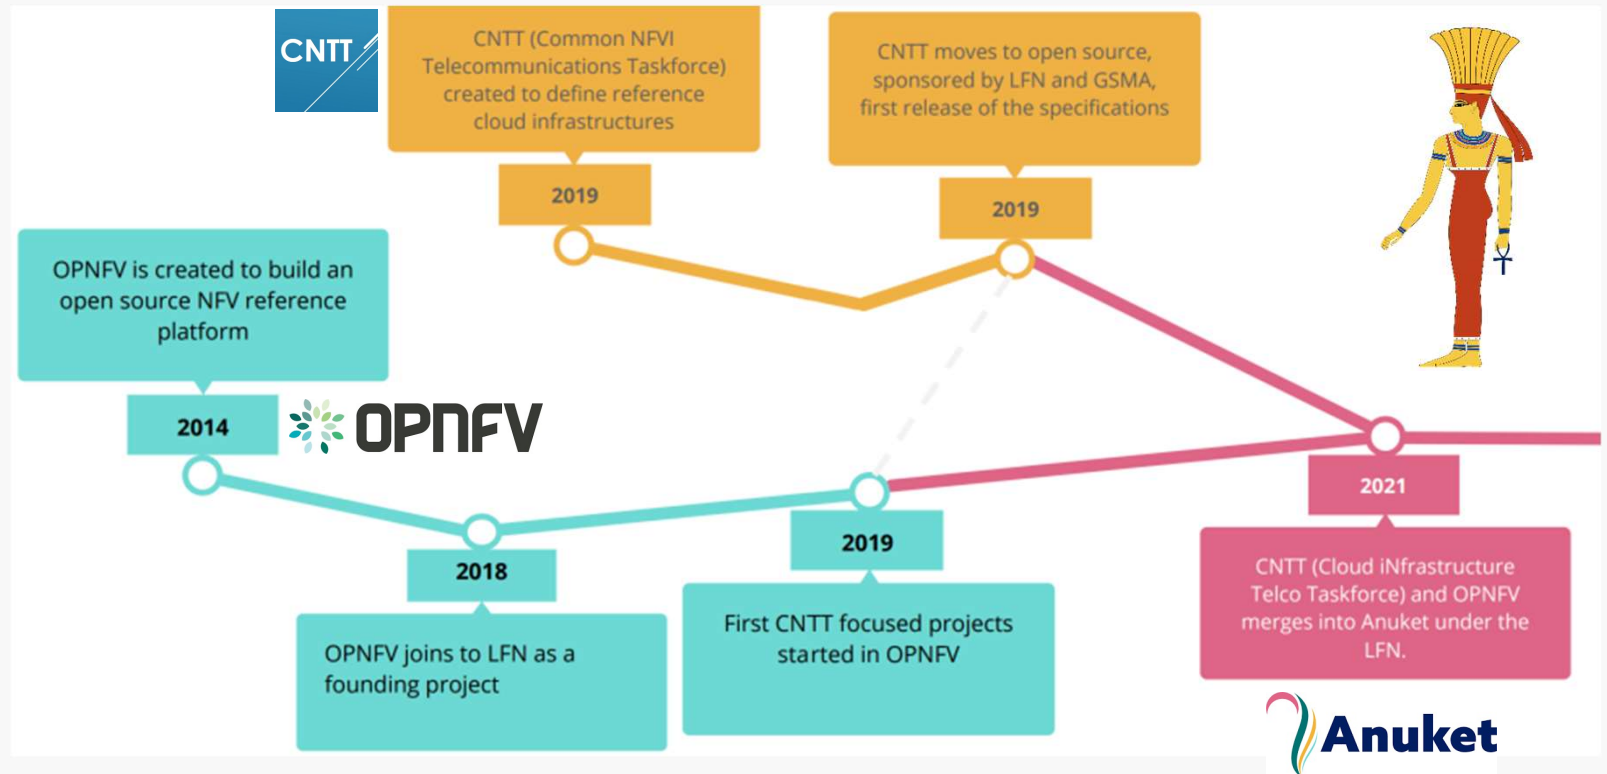 CNTT
CNTT (Common NFVI
Telecommunications Taskforce)
created to define reference
cloud infrastructures
2019
CNTT moves to open source,
sponsored by LFN and GSMA,
first release of the specifications
2019
OPNFV is created to build an
open source NFV reference
platform
2014
OPNFV
2018
OPNFV joins to LFN as a
founding project
2019
First CNTT focused projects
started in OPNFV
2021
CNTT (Cloud iNfrastructure
Telco Taskforce) and OPNFV
merges into Anuket under the
LFN.
Anuket